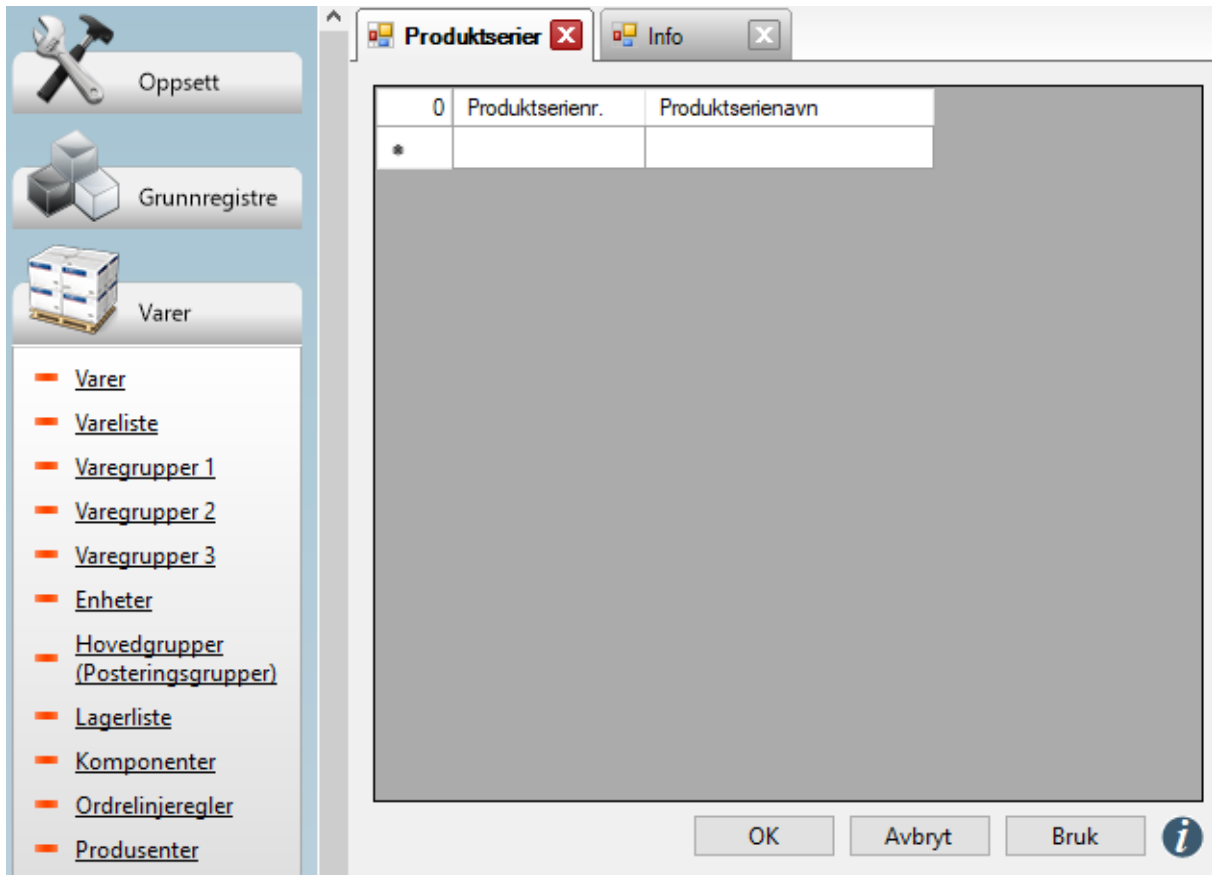 Oppsett
Grunnregistre
Varer
Varer
Vareliste
Varegrupper 1
Varegrupper 2
Varegrupper 3
Enheter
Hovedgrupper
(Posteringsgrupper)
Lagerliste
Komponenter
Ordrelinjeregler
Produsenter
Produktserier Info
0 Produktserienr. Produktserienavn
*
OK Avbryt Bruk i